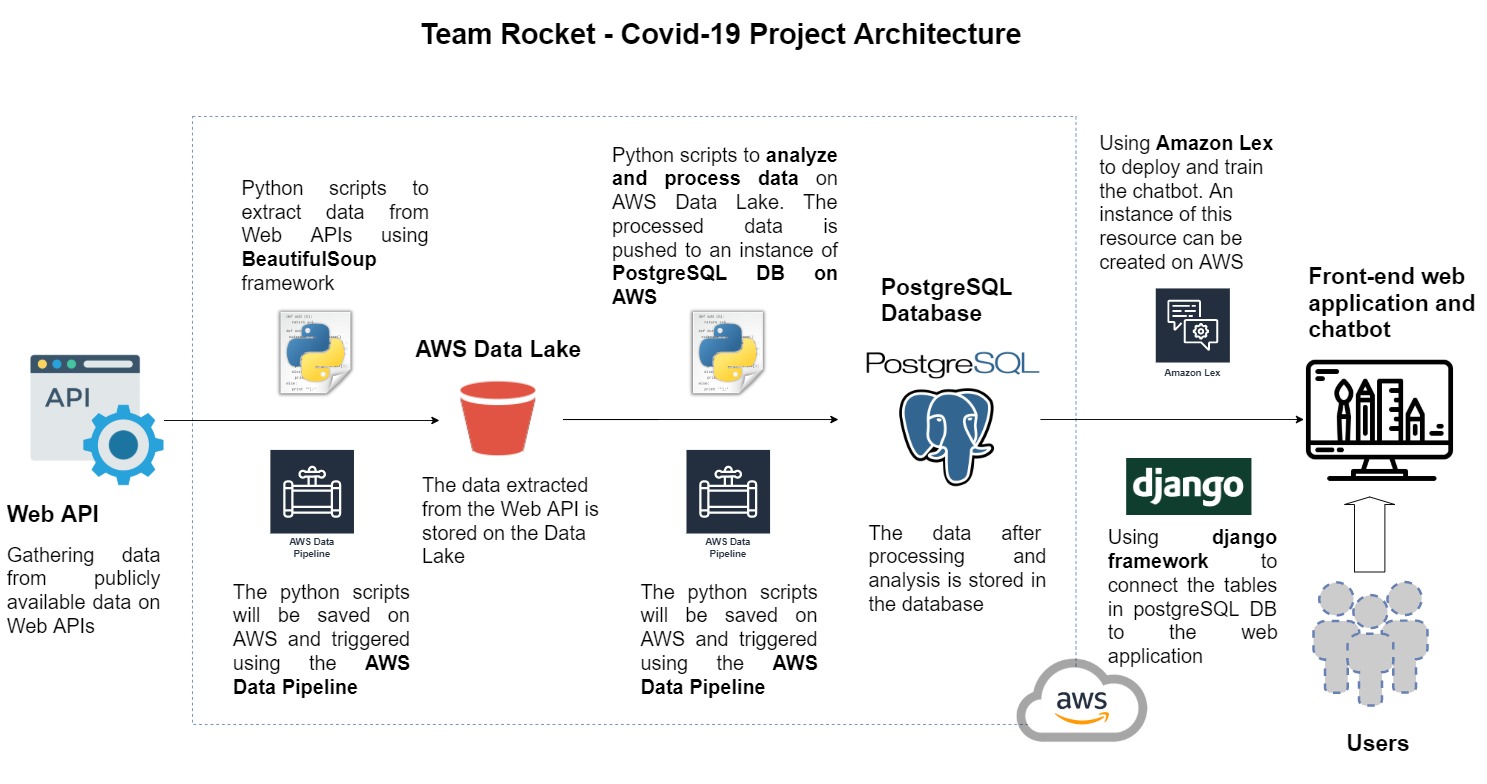 Team Rocket - Covid-19 Project Architecture
Python scripts to
extract data from
Web APIs using
BeautifulSoup
framework
Python scripts to analyze
and process data on
AWS Data Lake. The
processed data is
pushed to an instance of
PostgreSQL DB on
AWS
Using Amazon Lex
to deploy and train
the chatbot. An
instance of this
resource can be
created on AWS
API
Web API
Gathering data
from publicly
available data on
Web APIs
AWS Data
Pipeline
The python scripts
will be saved on
AWS and triggered
using the AWS
Data Pipeline
AWS Data Lake
The data extracted
from the Web API is
stored on the Data
Lake
AWS Data
Pipeline
The python scripts
will be saved on
AWS and triggered
using the AWS
Data Pipeline
PostgreSQL
Database
PostgreSQL
The data after
processing and
analysis is stored in
the database
Amazon Lex
django
Using django
framework to
connect the tables
in postgreSQL DB
to the web
application
aws
Front-end web
application and
chatbot
Users